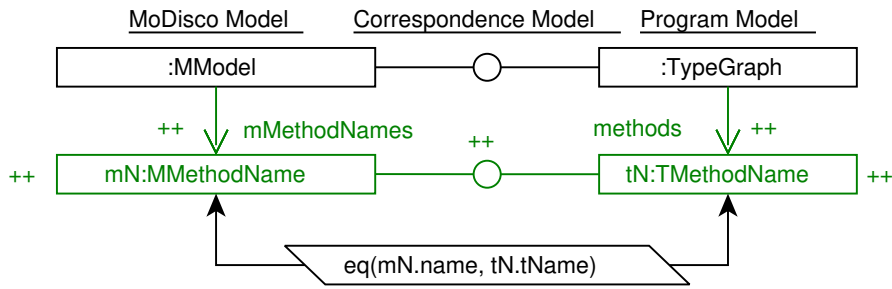 MoDisco Model Correspondence Model Program Model
:MModel :TypeGraph
++ mMethodNames ++ methods ++
++ mN:MMethodName tN:TMethodName ++
eq(mN.name, tN.tName)